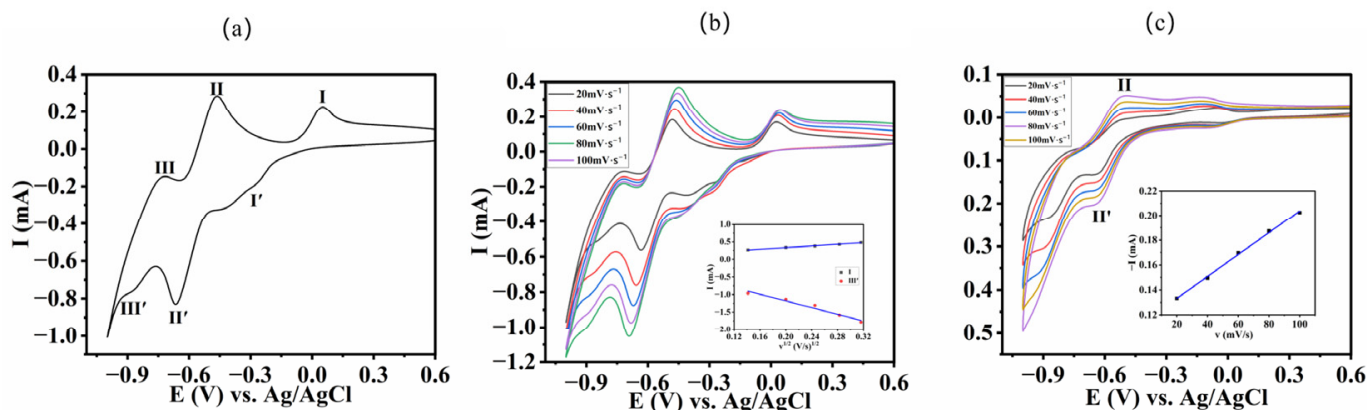 (a)
0.4
0.2
0.0
−0.2
−0.4
−0.6
−0.8
−1.0
I (mA)
I
II
III
I′
II′
III′
−0.9 −0.6 −0.3 0.0 0.3 0.6
E (V) vs. Ag/AgCl
(b)
0.4
0.2
0.0
−0.2
−0.4
−0.6
−0.8
−1.0
−1.2
I (mA)
20mV·s⁻¹
40mV·s⁻¹
60mV·s⁻¹
80mV·s⁻¹
100mV·s⁻¹
1.0
0.5
0.0
−0.5
−1.0
−1.5
−2.0
I (mA)
I
III′
0.12 0.16 0.20 0.24 0.28 0.32
v¹ᐟ² (V/s)¹ᐟ²
−0.9 −0.6 −0.3 0.0 0.3 0.6
E (V) vs. Ag/AgCl
(c)
0.1
0.0
0.1
0.2
0.3
0.4
0.5
I (mA)
20mV·s⁻¹
40mV·s⁻¹
60mV·s⁻¹
80mV·s⁻¹
100mV·s⁻¹
II
II'
0.22
0.20
0.18
0.16
0.14
0.12
−I (mA)
20 40 60 80 100
v (mV/s)
−0.9 −0.6 −0.3 0.0 0.3 0.6
E (V) vs. Ag/AgCl